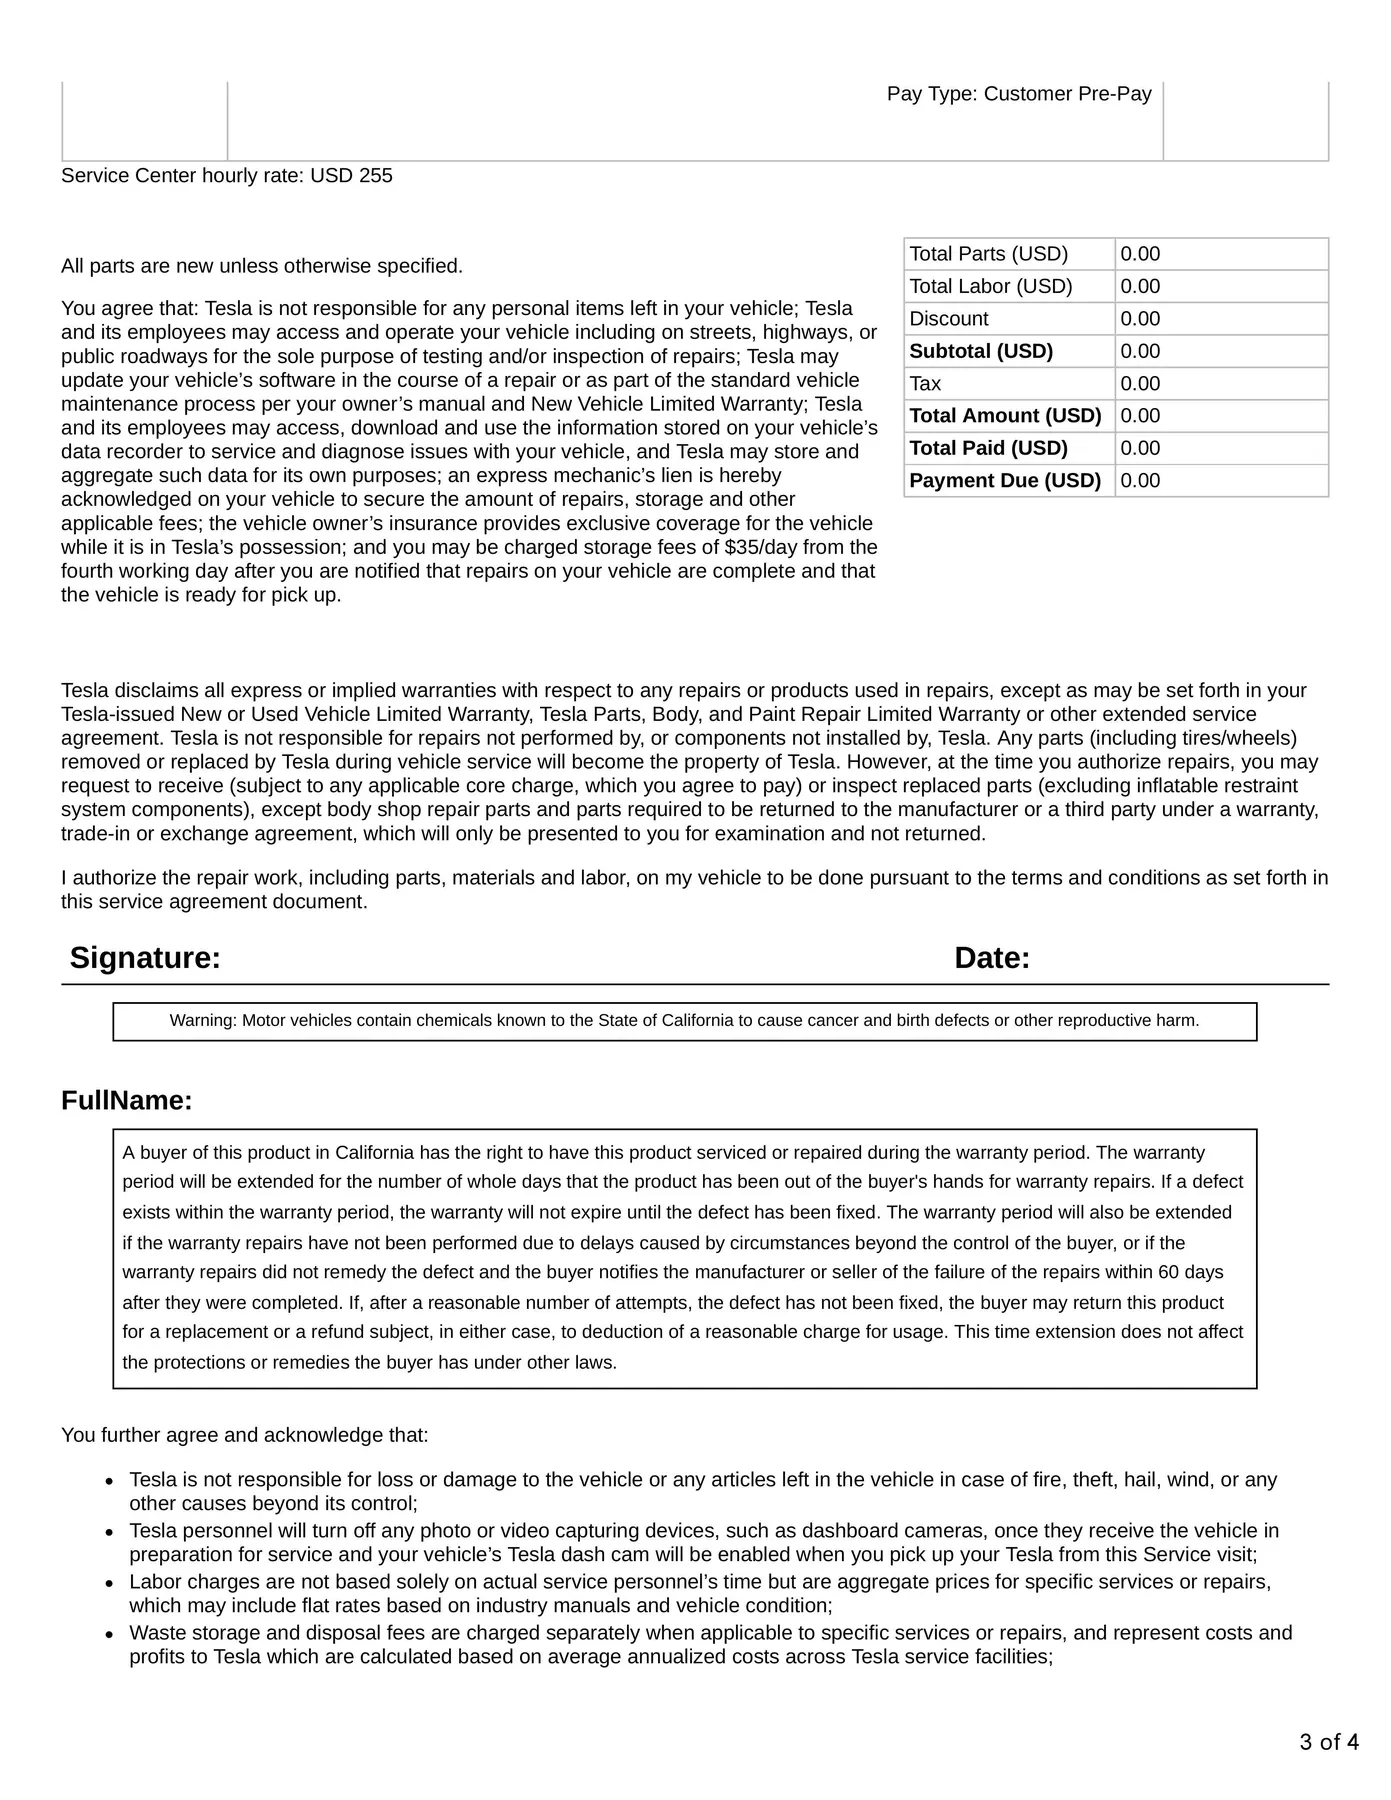 Pay Type: Customer Pre-Pay
Service Center hourly rate: USD 255
All parts are new unless otherwise specified.
You agree that: Tesla is not responsible for any personal items left in your vehicle; Tesla
and its employees may access and operate your vehicle including on streets, highways, or
public roadways for the sole purpose of testing and/or inspection of repairs; Tesla may
update your vehicle’s software in the course of a repair or as part of the standard vehicle
maintenance process per your owner’s manual and New Vehicle Limited Warranty; Tesla
and its employees may access, download and use the information stored on your vehicle’s
data recorder to service and diagnose issues with your vehicle, and Tesla may store and
aggregate such data for its own purposes; an express mechanic’s lien is hereby
acknowledged on your vehicle to secure the amount of repairs, storage and other
applicable fees; the vehicle owner’s insurance provides exclusive coverage for the vehicle
while it is in Tesla’s possession; and you may be charged storage fees of $35/day from the
fourth working day after you are notified that repairs on your vehicle are complete and that
the vehicle is ready for pick up.
Total Parts (USD) 0.00
Total Labor (USD) 0.00
Discount 0.00
Subtotal (USD) 0.00
Tax 0.00
Total Amount (USD) 0.00
Total Paid (USD) 0.00
Payment Due (USD) 0.00
Tesla disclaims all express or implied warranties with respect to any repairs or products used in repairs, except as may be set forth in your
Tesla-issued New or Used Vehicle Limited Warranty, Tesla Parts, Body, and Paint Repair Limited Warranty or other extended service
agreement. Tesla is not responsible for repairs not performed by, or components not installed by, Tesla. Any parts (including tires/wheels)
removed or replaced by Tesla during vehicle service will become the property of Tesla. However, at the time you authorize repairs, you may
request to receive (subject to any applicable core charge, which you agree to pay) or inspect replaced parts (excluding inflatable restraint
system components), except body shop repair parts and parts required to be returned to the manufacturer or a third party under a warranty,
trade-in or exchange agreement, which will only be presented to you for examination and not returned.
I authorize the repair work, including parts, materials and labor, on my vehicle to be done pursuant to the terms and conditions as set forth in
this service agreement document.
Signature: Date:
Warning: Motor vehicles contain chemicals known to the State of California to cause cancer and birth defects or other reproductive harm.
FullName:
A buyer of this product in California has the right to have this product serviced or repaired during the warranty period. The warranty
period will be extended for the number of whole days that the product has been out of the buyer's hands for warranty repairs. If a defect
exists within the warranty period, the warranty will not expire until the defect has been fixed. The warranty period will also be extended
if the warranty repairs have not been performed due to delays caused by circumstances beyond the control of the buyer, or if the
warranty repairs did not remedy the defect and the buyer notifies the manufacturer or seller of the failure of the repairs within 60 days
after they were completed. If, after a reasonable number of attempts, the defect has not been fixed, the buyer may return this product
for a replacement or a refund subject, in either case, to deduction of a reasonable charge for usage. This time extension does not affect
the protections or remedies the buyer has under other laws.
You further agree and acknowledge that:
• Tesla is not responsible for loss or damage to the vehicle or any articles left in the vehicle in case of fire, theft, hail, wind, or any
other causes beyond its control;
• Tesla personnel will turn off any photo or video capturing devices, such as dashboard cameras, once they receive the vehicle in
preparation for service and your vehicle’s Tesla dash cam will be enabled when you pick up your Tesla from this Service visit;
• Labor charges are not based solely on actual service personnel’s time but are aggregate prices for specific services or repairs,
which may include flat rates based on industry manuals and vehicle condition;
• Waste storage and disposal fees are charged separately when applicable to specific services or repairs, and represent costs and
profits to Tesla which are calculated based on average annualized costs across Tesla service facilities;
3 of 4